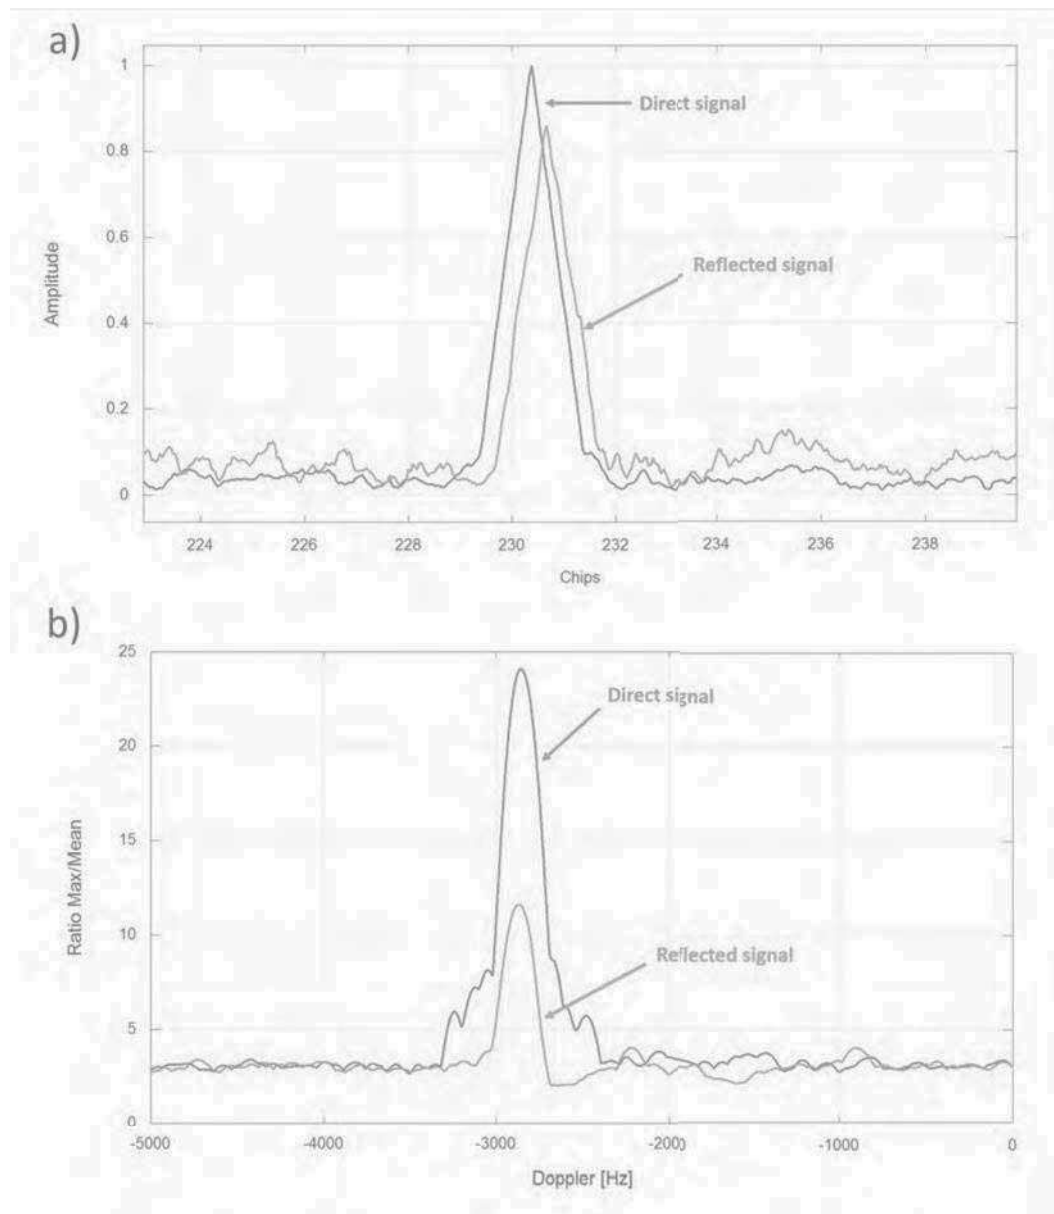 a)
1
Direct signal
0.8
0.6
Reflected signal
Amplitude
0.4
0.2
0
224 226 228 230 232 234 236 238
Chips
b)
25
Direct signal
20
15
Ratio Max/Mean
10
Reflected signal
5
0
-5000 -4000 -3000 -2000 -1000 0
Doppler [Hz]